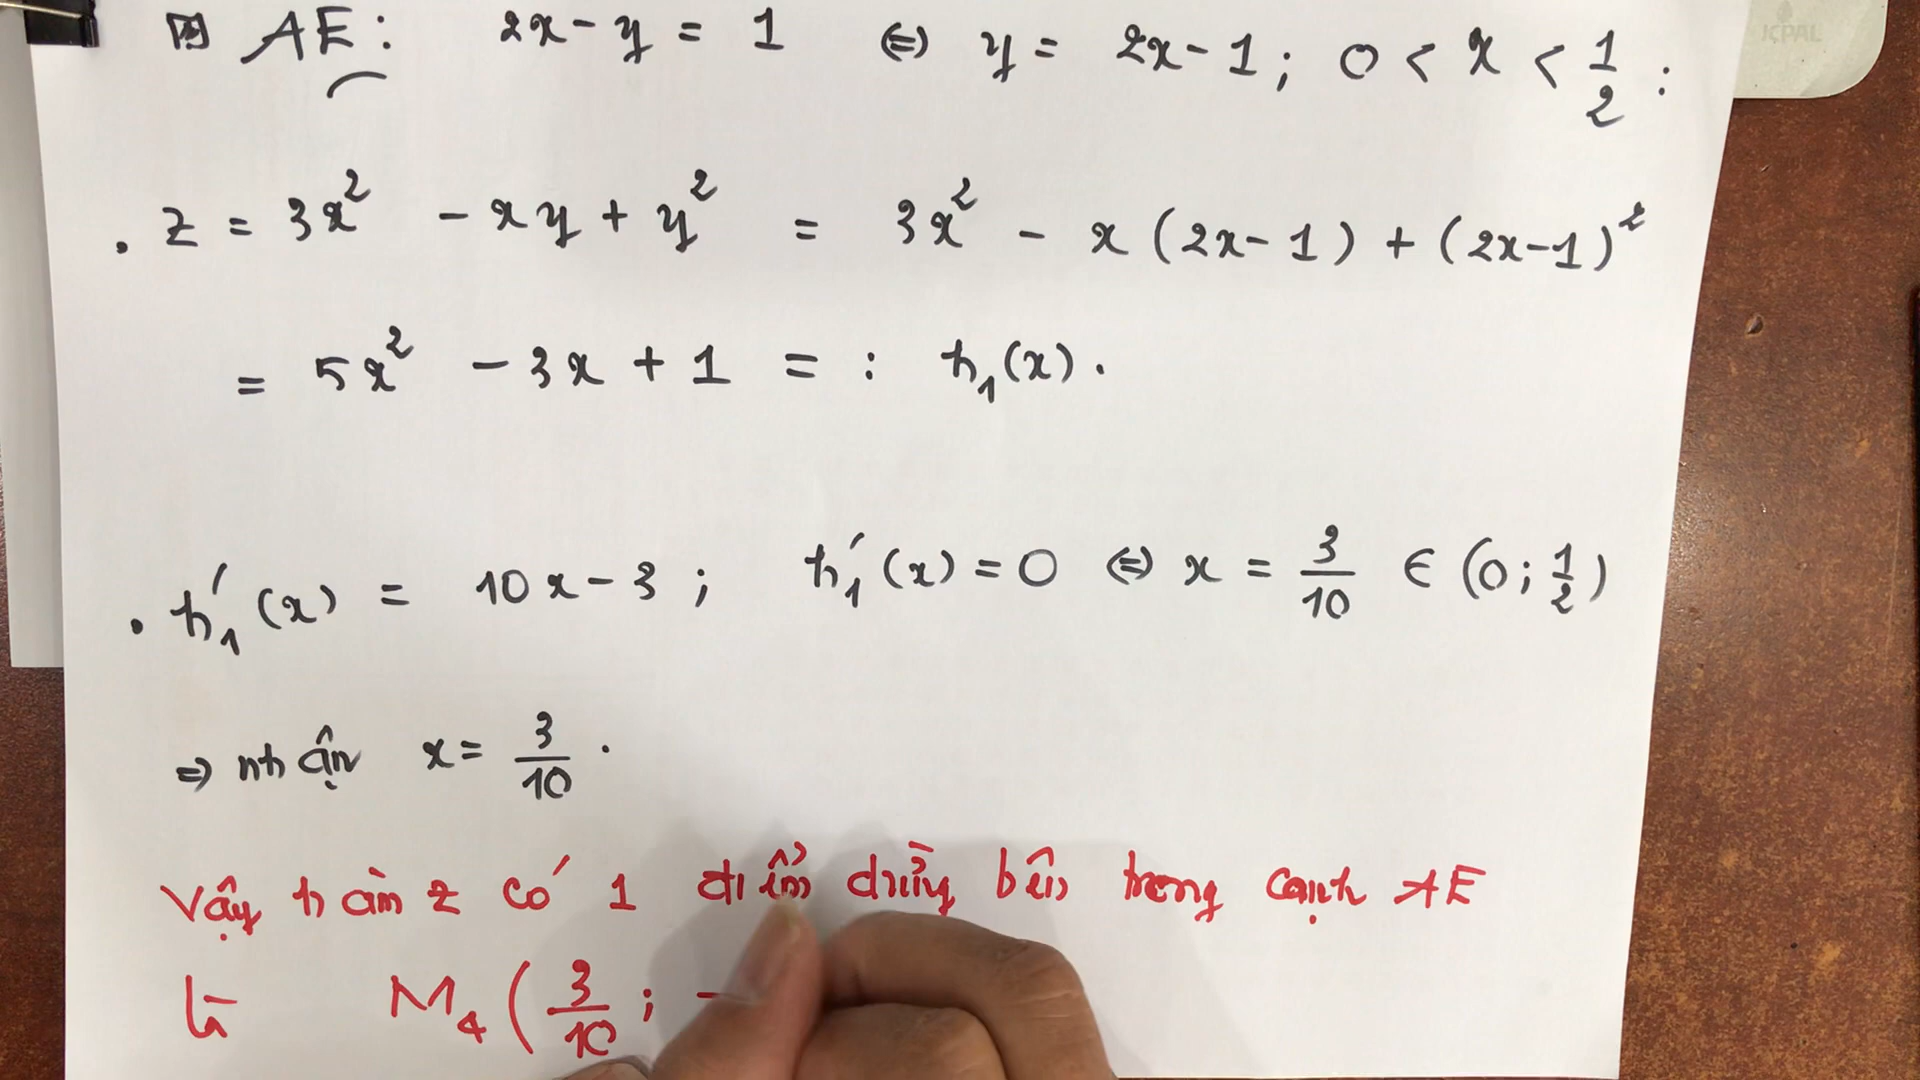 AE: 2x - y = 1 ⇔ y = 2x - 1; 0 < x < 1/2 :
. z = 3x² - xy + y² = 3x² - x(2x-1) + (2x-1)²
= 5x² - 3x + 1 =: h₁(x).
. h₁'(x) = 10x - 3; h₁'(x) = 0 ⇔ x = 3/10 ∈ (0; 1/2)
⇒ nhận x = 3/10.
Vậy hàm z có 1 điểm dừng bên trong cạnh AE
là M₄(3/10; -
JCPAL